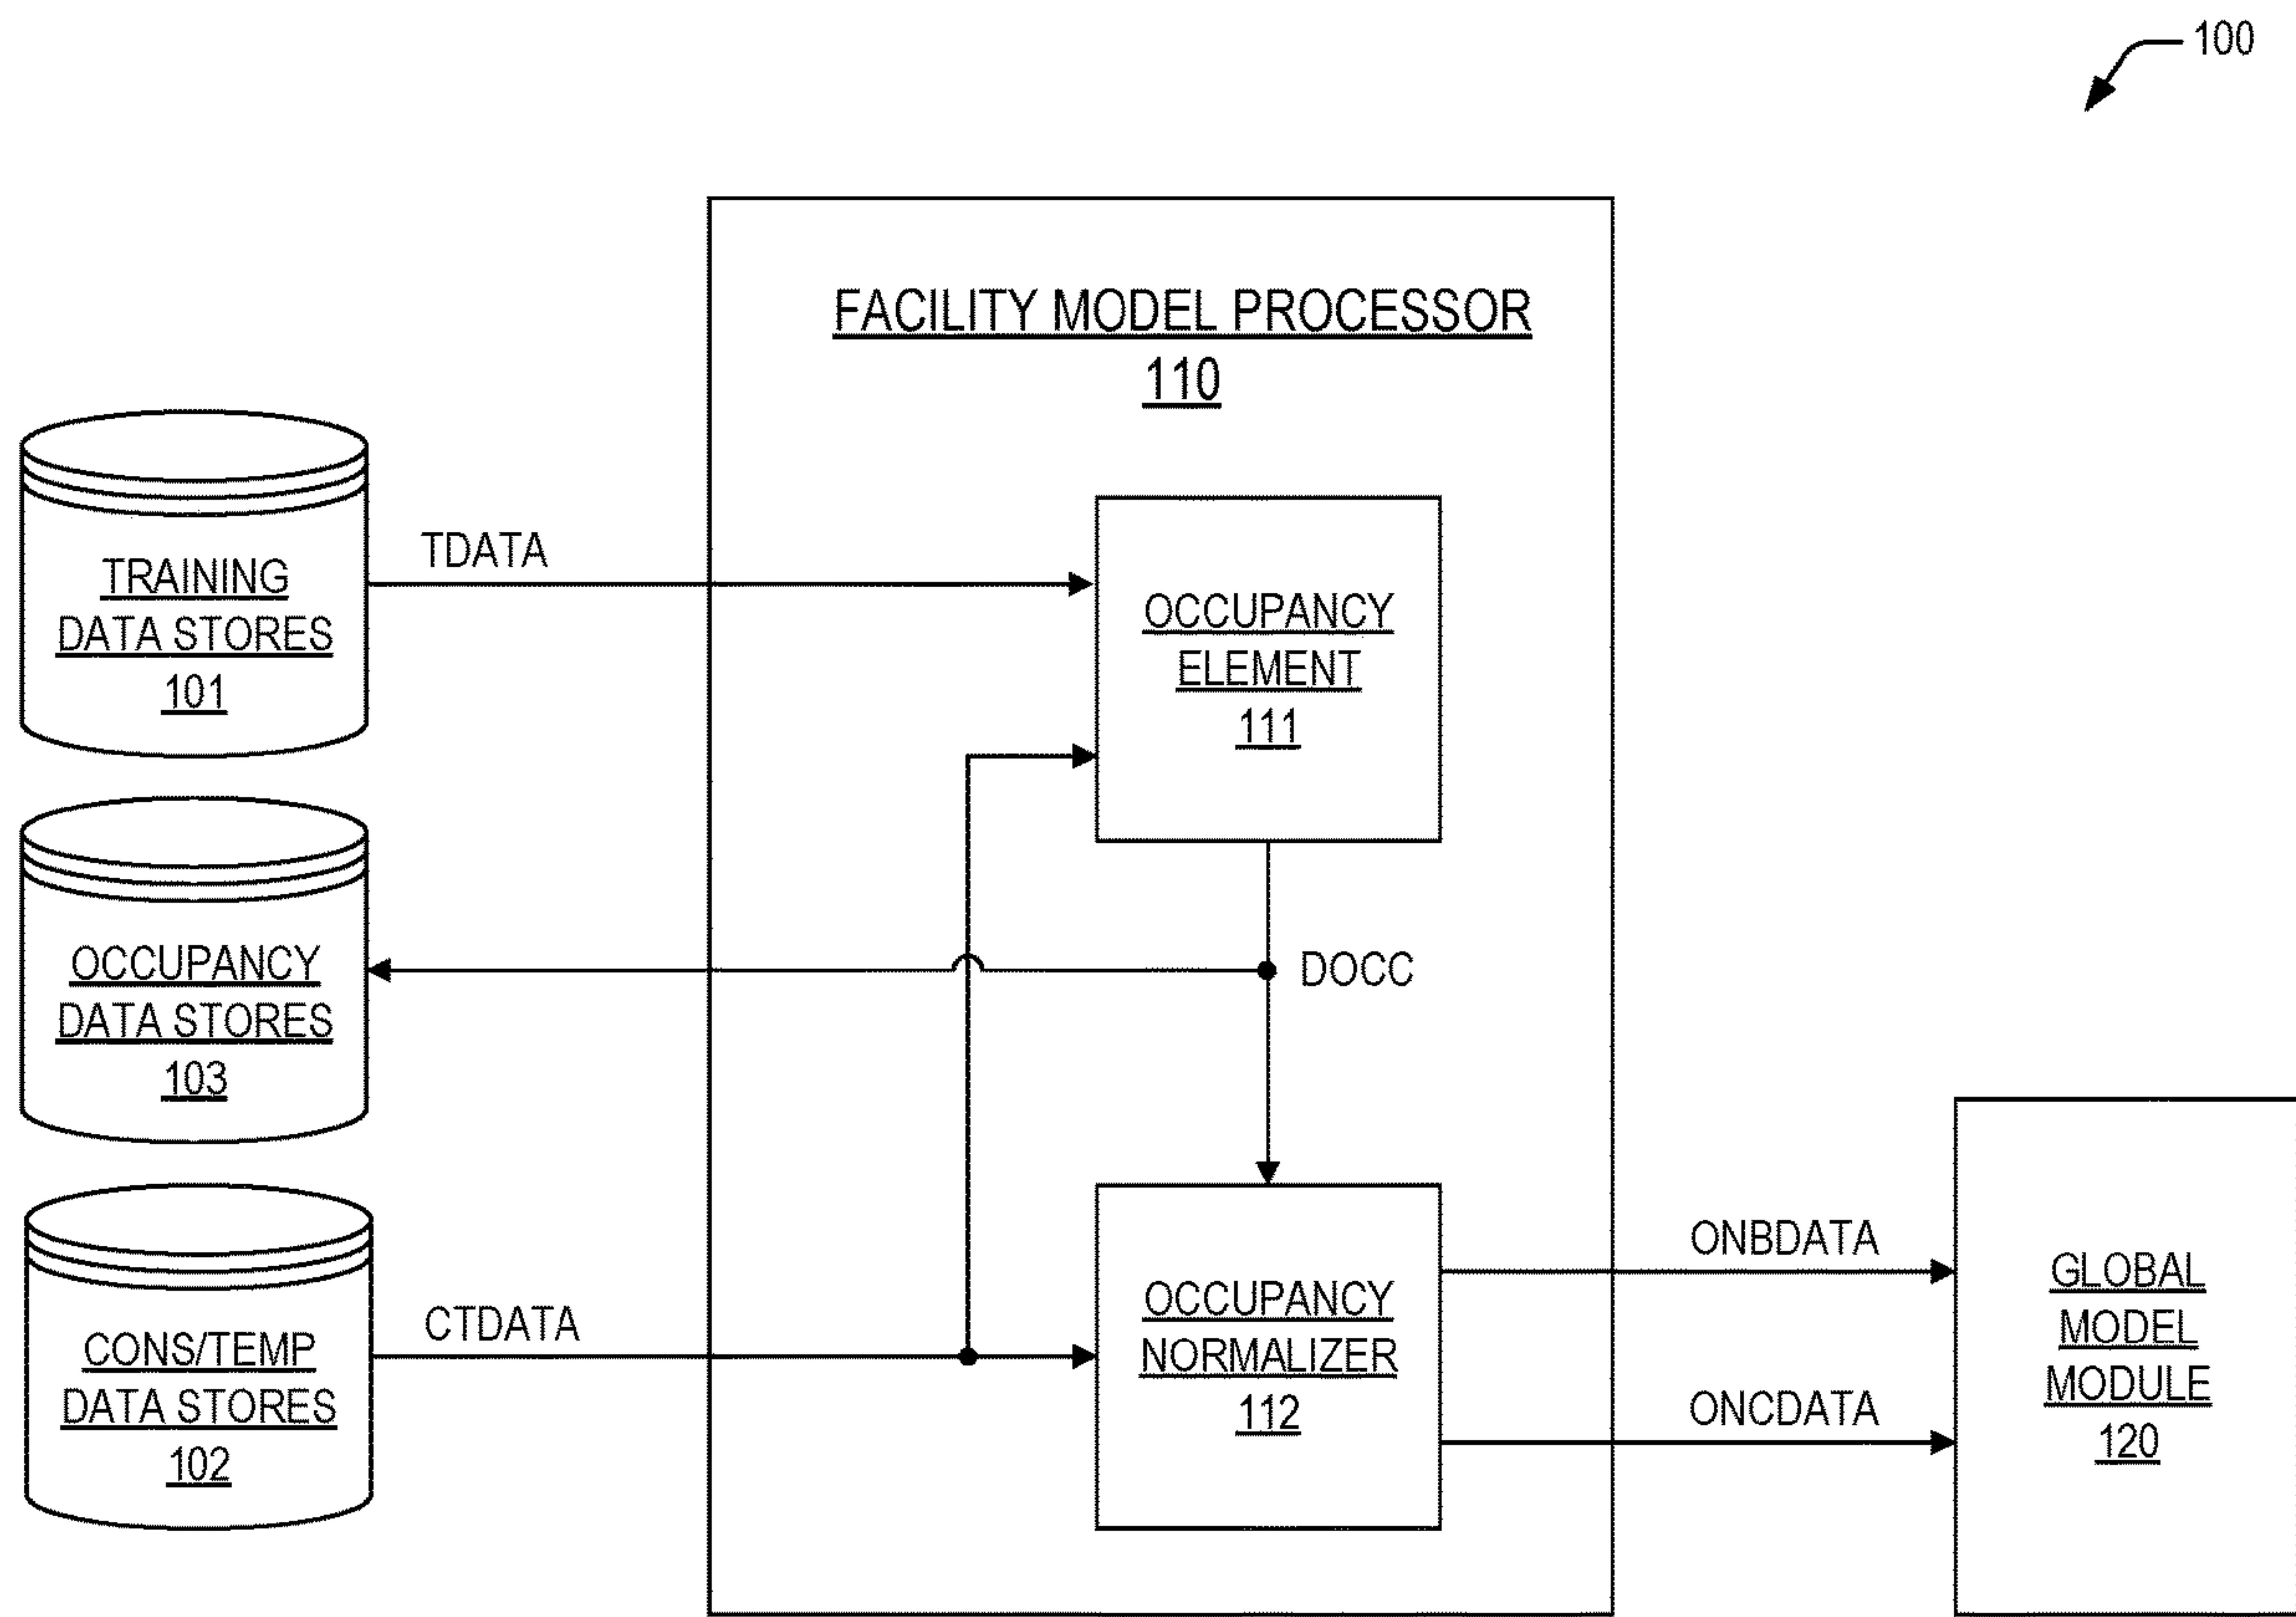 100
FACILITY MODEL PROCESSOR
110
TRAINING
DATA STORES
101
TDATA
OCCUPANCY
ELEMENT
111
OCCUPANCY
DATA STORES
103
DOCC
CONS/TEMP
DATA STORES
102
CTDATA
OCCUPANCY
NORMALIZER
112
ONBDATA
ONCDATA
GLOBAL
MODEL
MODULE
120